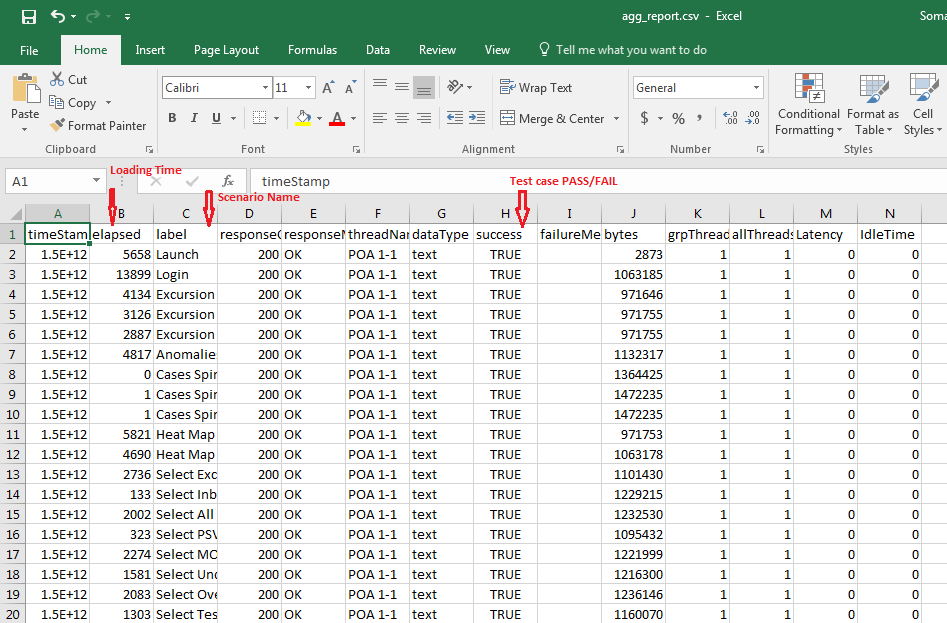 agg_report.csv - Excel
Soma
File Home Insert Page Layout Formulas Data Review View Tell me what you want to do
Paste
Cut
Copy
Format Painter
Clipboard
Calibri 11
B I U
Font
Wrap Text
Merge & Center
Alignment
General
$ % ,
Number
Conditional Formatting
Format as Table
Cell Styles
Styles
Loading Time
A1 fx timeStamp
Scenario Name
Test case PASS/FAIL
A B C D E F G H I J K L M N
1 timeStam elapsed label responseC responseM threadNam dataType success failureMe bytes grpThread allThreads Latency IdleTime
2 1.5E+12 5658 Launch 200 OK POA 1-1 text TRUE 2873 1 1 0 0
3 1.5E+12 13899 Login 200 OK POA 1-1 text TRUE 1063185 1 1 0 0
4 1.5E+12 4134 Excursion 200 OK POA 1-1 text TRUE 971646 1 1 0 0
5 1.5E+12 3126 Excursion 200 OK POA 1-1 text TRUE 971755 1 1 0 0
6 1.5E+12 2887 Excursion 200 OK POA 1-1 text TRUE 971755 1 1 0 0
7 1.5E+12 4817 Anomalie 200 OK POA 1-1 text TRUE 1132317 1 1 0 0
8 1.5E+12 0 Cases Spir 200 OK POA 1-1 text TRUE 1364425 1 1 0 0
9 1.5E+12 1 Cases Spir 200 OK POA 1-1 text TRUE 1472235 1 1 0 0
10 1.5E+12 1 Cases Spir 200 OK POA 1-1 text TRUE 1472235 1 1 0 0
11 1.5E+12 5821 Heat Map 200 OK POA 1-1 text TRUE 971753 1 1 0 0
12 1.5E+12 4690 Heat Map 200 OK POA 1-1 text TRUE 1063178 1 1 0 0
13 1.5E+12 2736 Select Exc 200 OK POA 1-1 text TRUE 1101430 1 1 0 0
14 1.5E+12 133 Select Inb 200 OK POA 1-1 text TRUE 1229215 1 1 0 0
15 1.5E+12 2002 Select All 200 OK POA 1-1 text TRUE 1232530 1 1 0 0
16 1.5E+12 323 Select PSV 200 OK POA 1-1 text TRUE 1095432 1 1 0 0
17 1.5E+12 2274 Select MO 200 OK POA 1-1 text TRUE 1221999 1 1 0 0
18 1.5E+12 1581 Select Und 200 OK POA 1-1 text TRUE 1216300 1 1 0 0
19 1.5E+12 2083 Select Ove 200 OK POA 1-1 text TRUE 1236146 1 1 0 0
20 1.5E+12 1303 Select Tes 200 OK POA 1-1 text TRUE 1160070 1 1 0 0